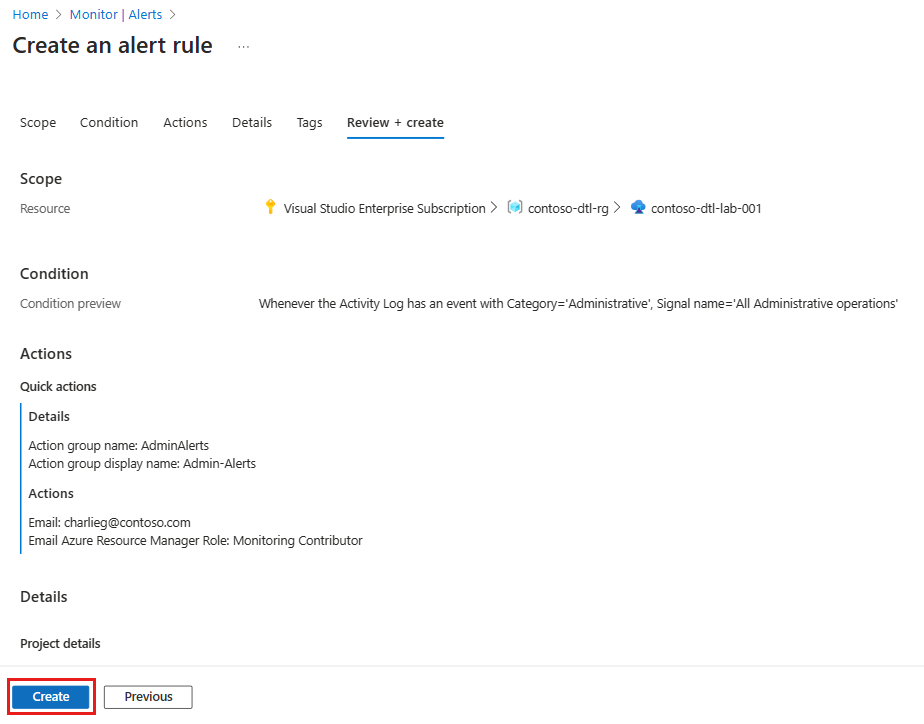 Home > Monitor | Alerts >
Create an alert rule ...
Scope Condition Actions Details Tags Review + create
Scope
Resource Visual Studio Enterprise Subscription > contoso-dtl-rg > contoso-dtl-lab-001
Condition
Condition preview Whenever the Activity Log has an event with Category='Administrative', Signal name='All Administrative operations'
Actions
Quick actions
Details
Action group name: AdminAlerts
Action group display name: Admin-Alerts
Actions
Email: charlieg@contoso.com
Email Azure Resource Manager Role: Monitoring Contributor
Details
Project details
Create Previous